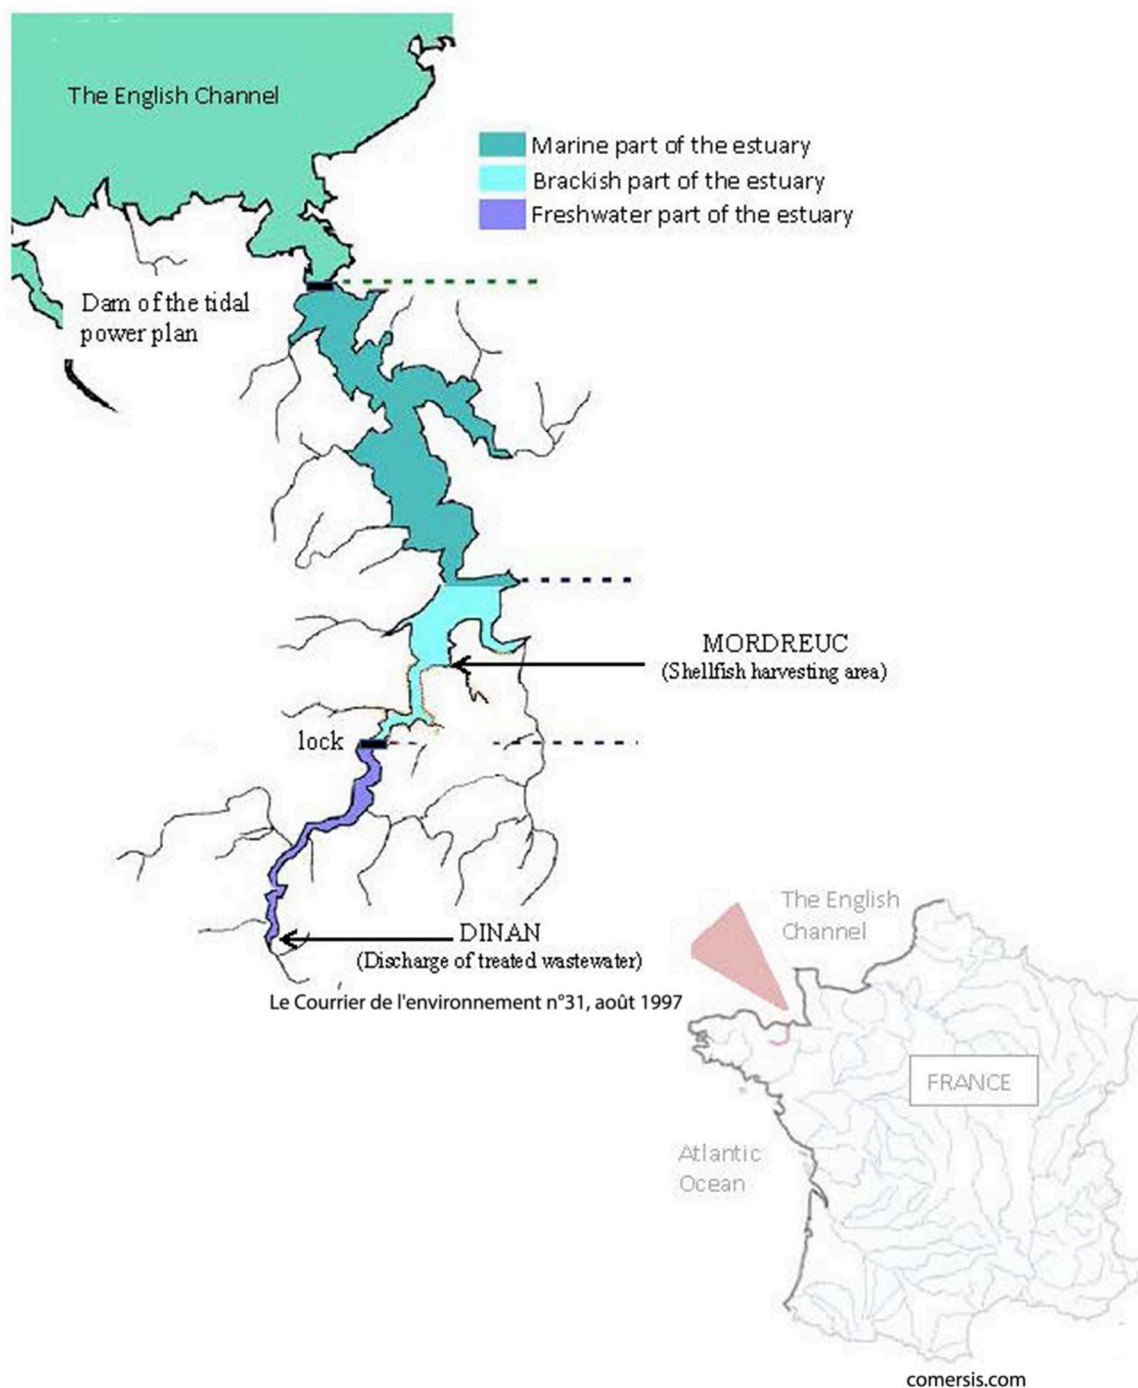 The English Channel
Marine part of the estuary
Brackish part of the estuary
Freshwater part of the estuary
Dam of the tidal
power plan
MORDREUC
(Shellfish harvesting area)
lock
DINAN
(Discharge of treated wastewater)
Le Courrier de l'environnement n°31, août 1997
The English
Channel
FRANCE
Atlantic
Ocean
comersis.com